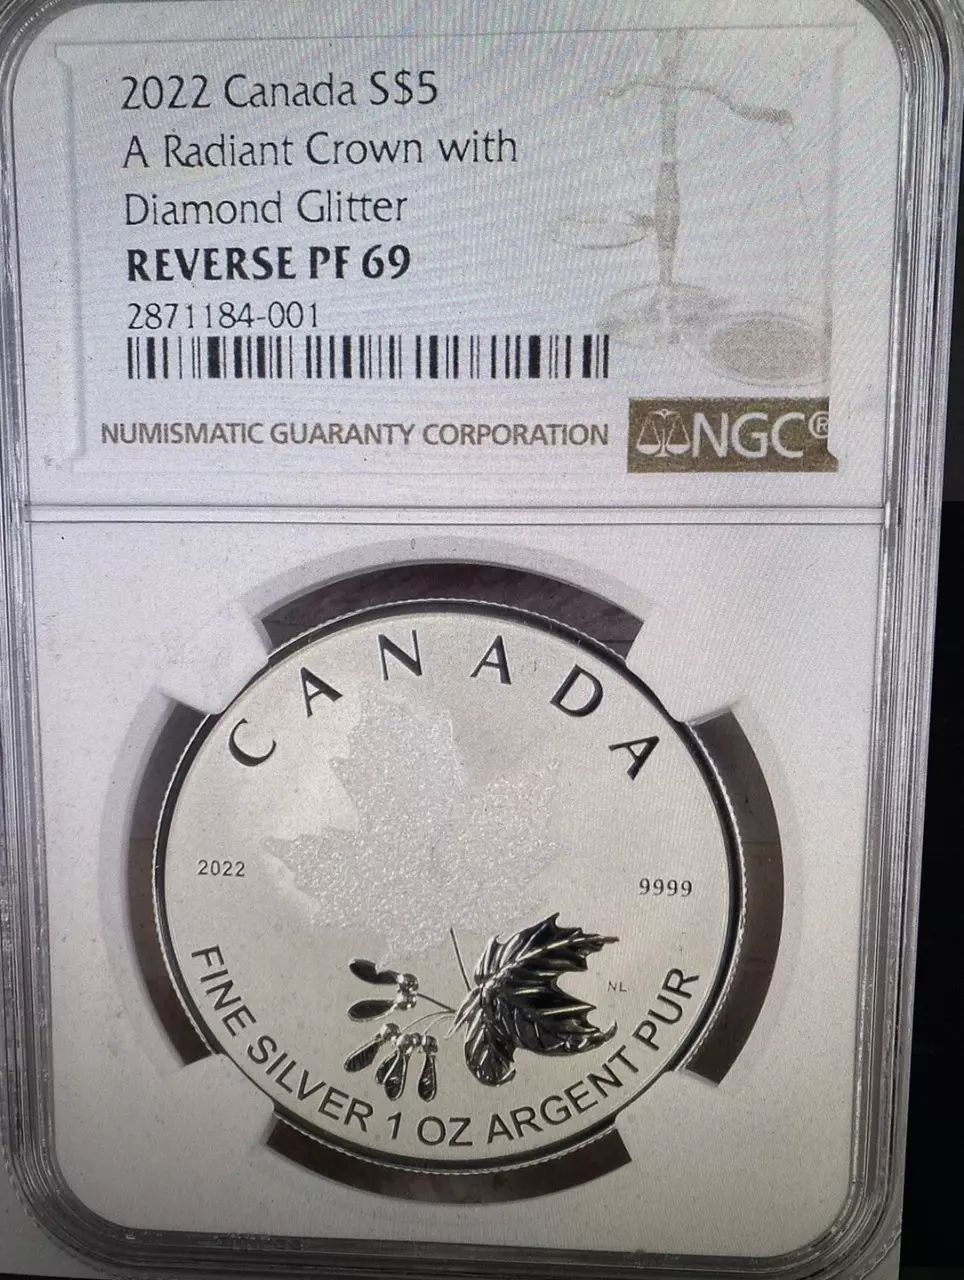 2022 Canada S$5
A Radiant Crown with
Diamond Glitter
REVERSE PF 69
2871184-001
NUMISMATIC GUARANTY CORPORATION
NGC®
CANADA
2022
9999
NL
FINE SILVER 1 OZ ARGENT PUR